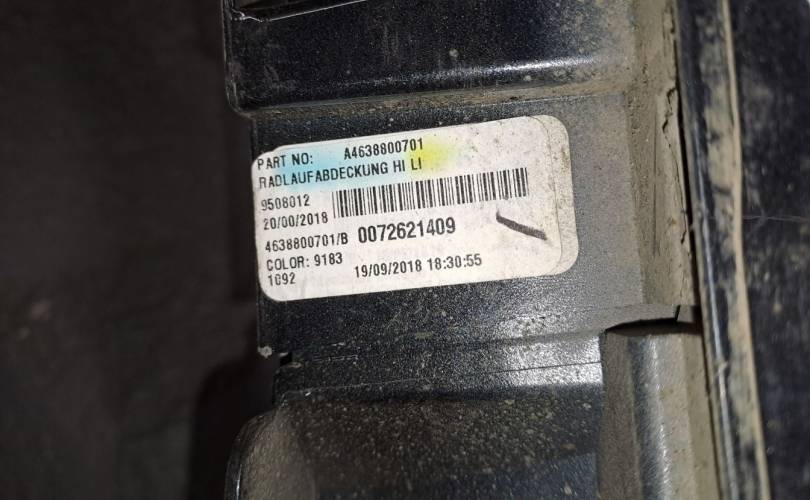 PART NO: A4638800701
RADLAUFABDECKUNG HI LI
9508012
20/00/2018
4638800701/B 0072621409
COLOR: 9183
1092 19/09/2018 18:30:55